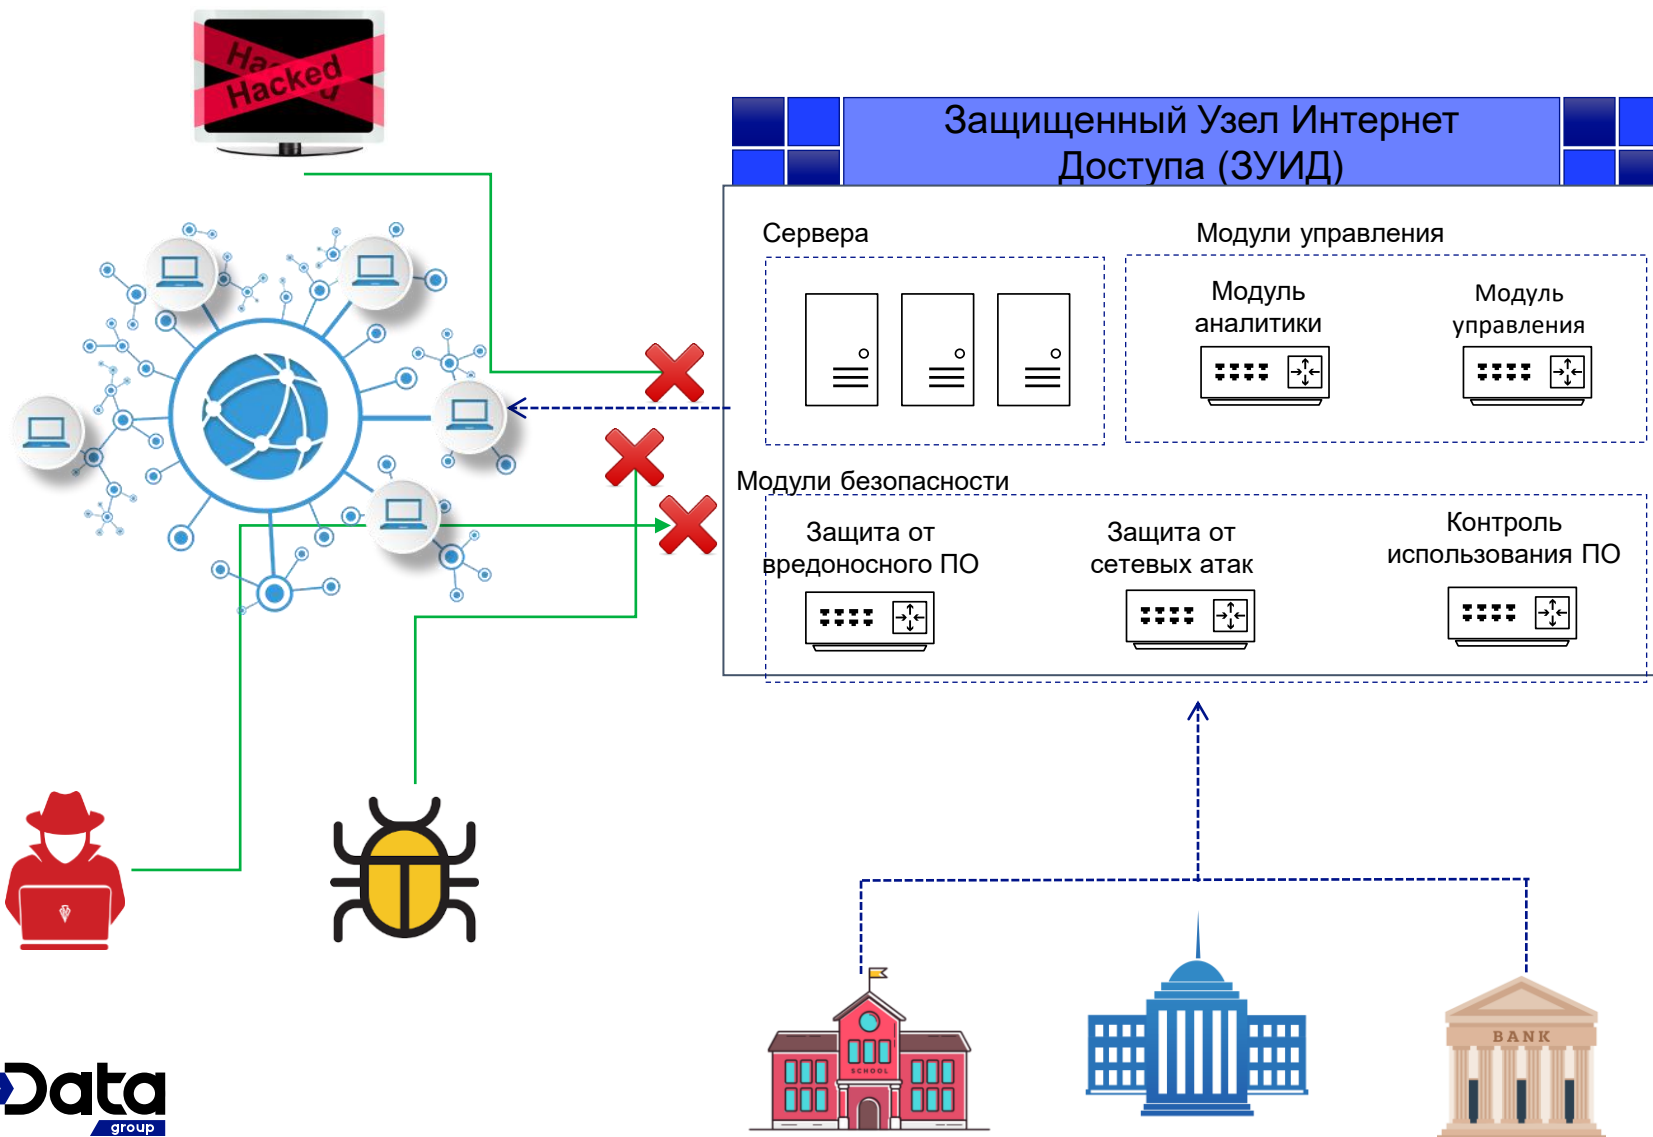 Hacked
Hacked
Защищенный Узел Интернет
Доступа (ЗУИД)
Сервера
Модули управления
Модуль
аналитики
Модуль
управления
Модули безопасности
Защита от
вредоносного ПО
Защита от
сетевых атак
Контроль
использования ПО
SCHOOL
BANK
Data
group